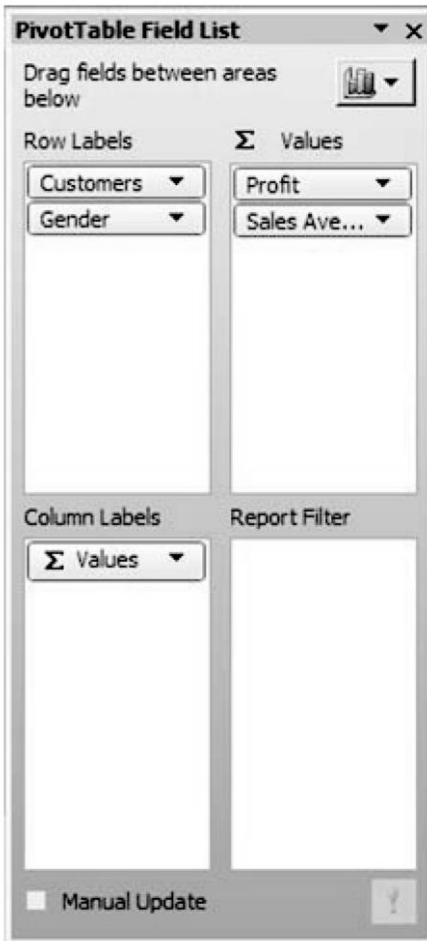 PivotTable Field List
Drag fields between areas
below
Row Labels
Σ Values
Customers
Gender
Profit
Sales Ave...
Column Labels
Report Filter
Σ Values
Manual Update